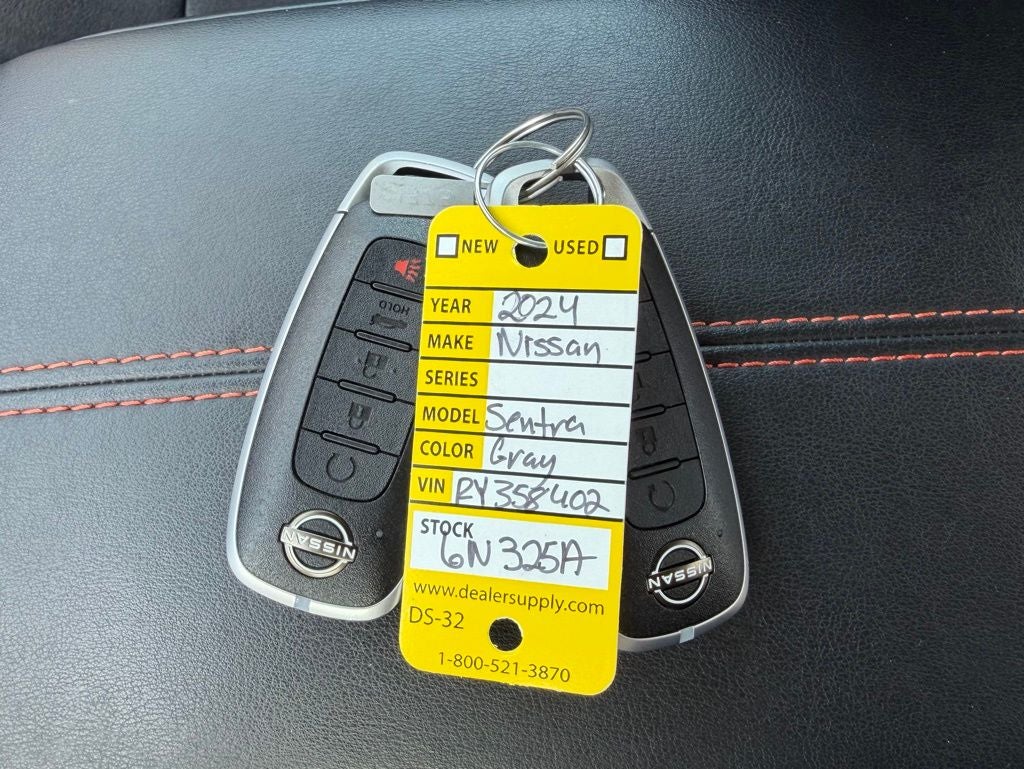 NEW USED
YEAR 2024
MAKE Nissan
SERIES
MODEL Sentra
COLOR Gray
VIN RY358402
STOCK
6N325A
www.dealersupply.com
DS-32
1-800-521-3870
HOLD
NISSAN
NISSAN